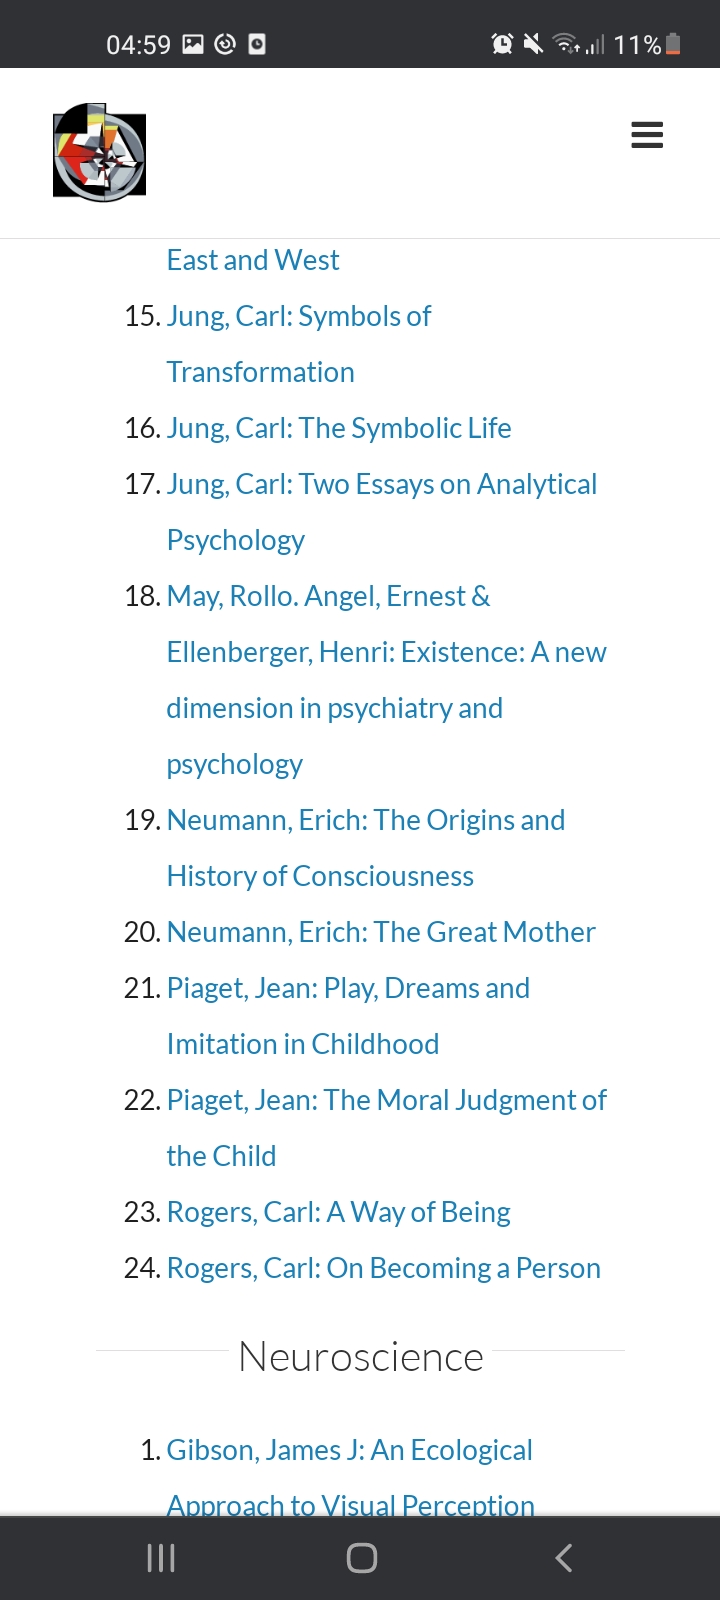 04:59
11%
East and West
15. Jung, Carl: Symbols of
Transformation
16. Jung, Carl: The Symbolic Life
17. Jung, Carl: Two Essays on Analytical
Psychology
18. May, Rollo. Angel, Ernest &
Ellenberger, Henri: Existence: A new
dimension in psychiatry and
psychology
19. Neumann, Erich: The Origins and
History of Consciousness
20. Neumann, Erich: The Great Mother
21. Piaget, Jean: Play, Dreams and
Imitation in Childhood
22. Piaget, Jean: The Moral Judgment of
the Child
23. Rogers, Carl: A Way of Being
24. Rogers, Carl: On Becoming a Person
Neuroscience
1. Gibson, James J: An Ecological
Approach to Visual Perception